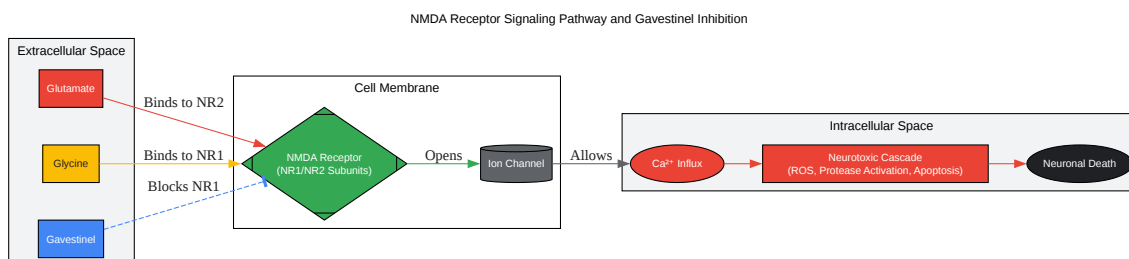 NMDA Receptor Signaling Pathway and Gavestinel Inhibition
Extracellular Space
Glutamate
Glycine
Gavestinel
Binds to NR2
Binds to NR1
Blocks NR1
Cell Membrane
NMDA Receptor
(NR1/NR2 Subunits)
Opens
Ion Channel
Allows
Intracellular Space
Ca²⁺ Influx
Neurotoxic Cascade
(ROS, Protease Activation, Apoptosis)
Neuronal Death